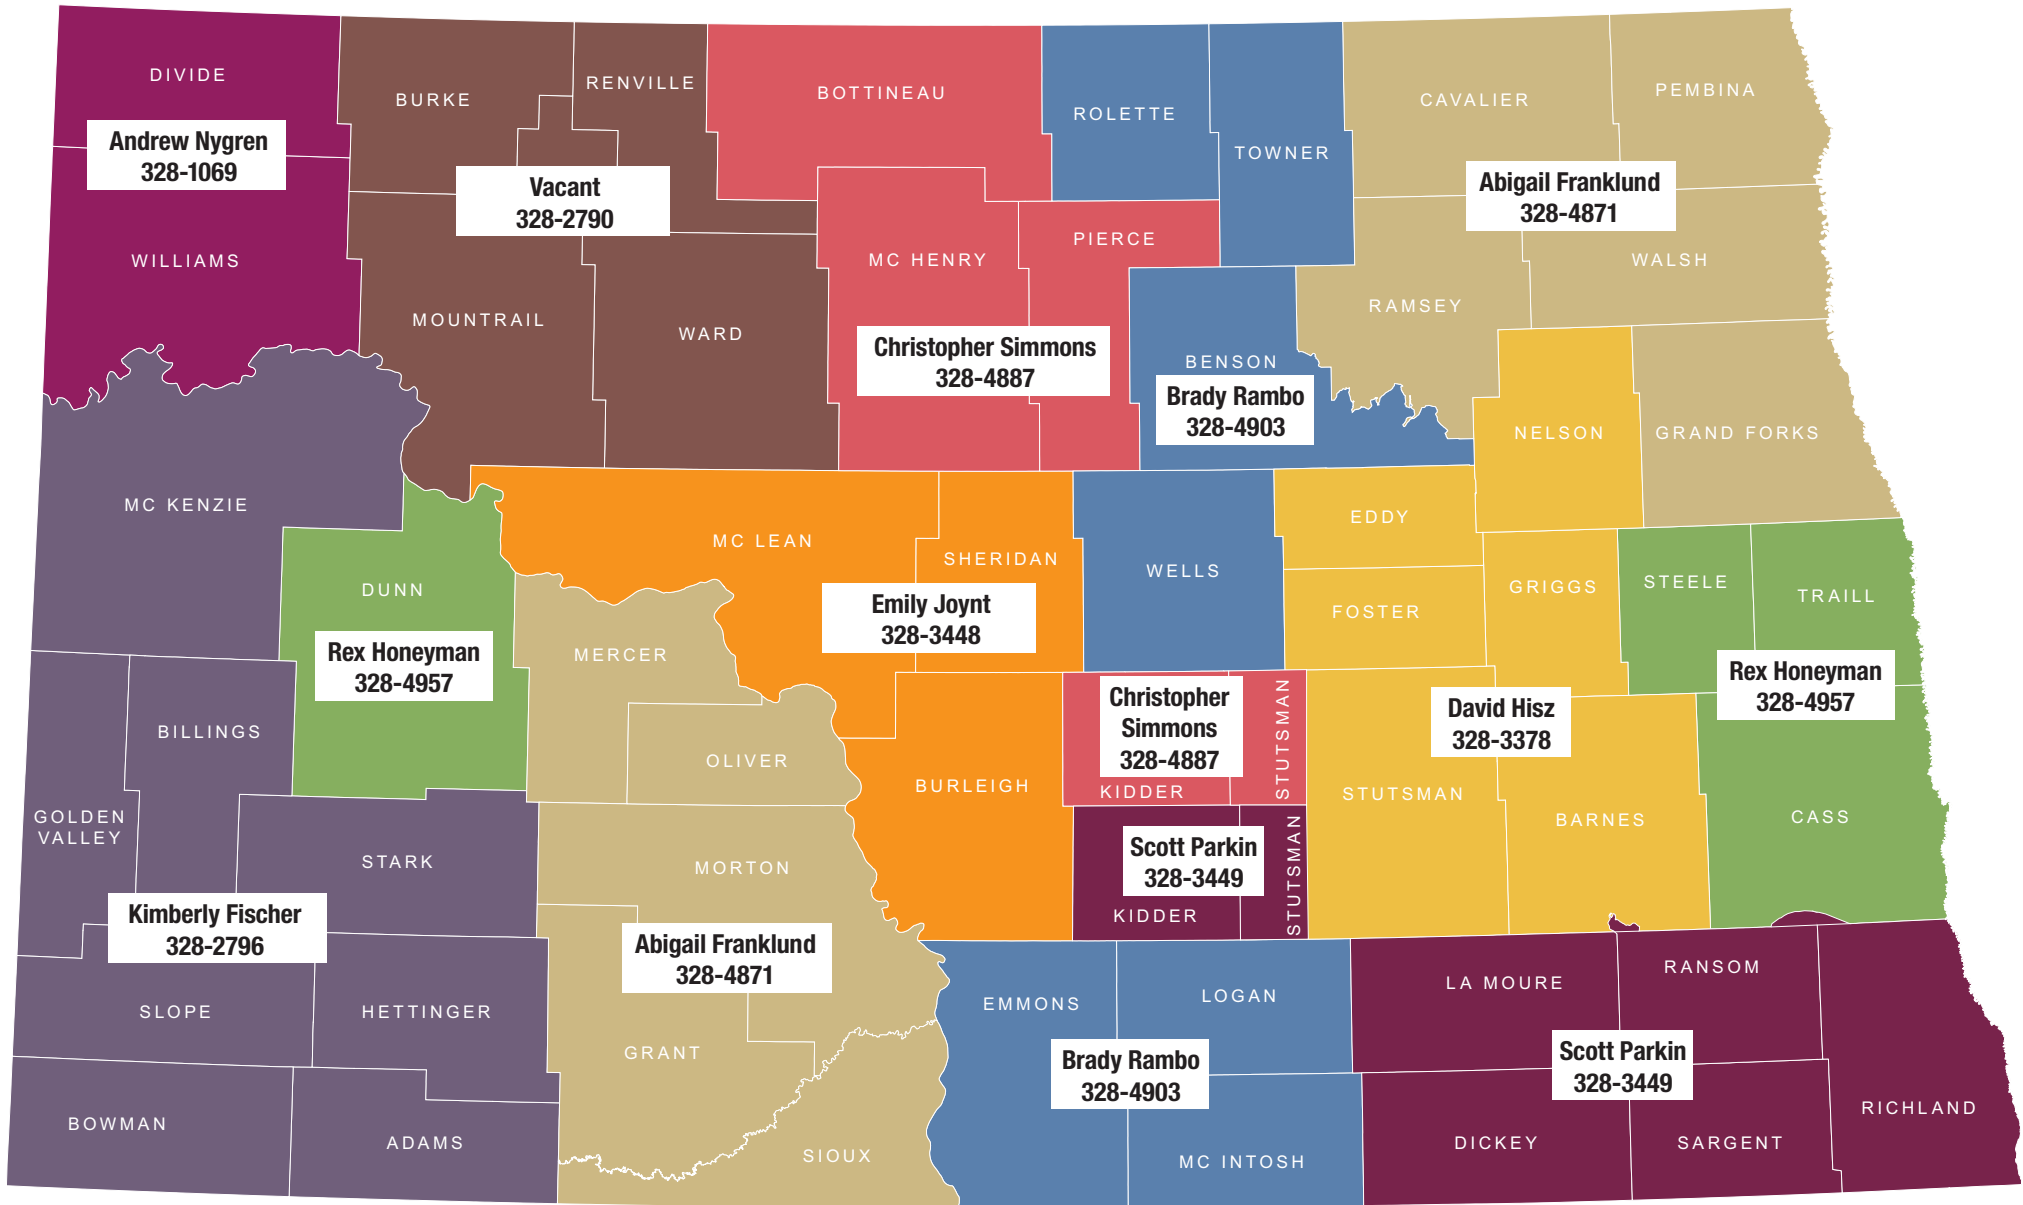 DIVIDE
Andrew Nygren
328-1069
WILLIAMS
BURKE
RENVILLE
Vacant
328-2790
MOUNTRAIL
WARD
BOTTINEAU
MC HENRY
PIERCE
Christopher Simmons
328-4887
ROLETTE
TOWNER
BENSON
Brady Rambo
328-4903
CAVALIER
PEMBINA
Abigail Franklund
328-4871
RAMSEY
WALSH
NELSON
GRAND FORKS
MC KENZIE
DUNN
Rex Honeyman
328-4957
MC LEAN
SHERIDAN
Emily Joynt
328-3448
BURLEIGH
WELLS
EDDY
FOSTER
GRIGGS
STEELE
TRAILL
Rex Honeyman
328-4957
CASS
MERCER
OLIVER
MORTON
Abigail Franklund
328-4871
GRANT
SIOUX
BILLINGS
GOLDEN
VALLEY
STARK
Kimberly Fischer
328-2796
SLOPE
HETTINGER
BOWMAN
ADAMS
Christopher
Simmons
328-4887
KIDDER
STUTSMAN
Scott Parkin
328-3449
KIDDER
STUTSMAN
David Hisz
328-3378
STUTSMAN
BARNES
EMMONS
LOGAN
Brady Rambo
328-4903
MC INTOSH
LA MOURE
RANSOM
Scott Parkin
328-3449
DICKEY
SARGENT
RICHLAND